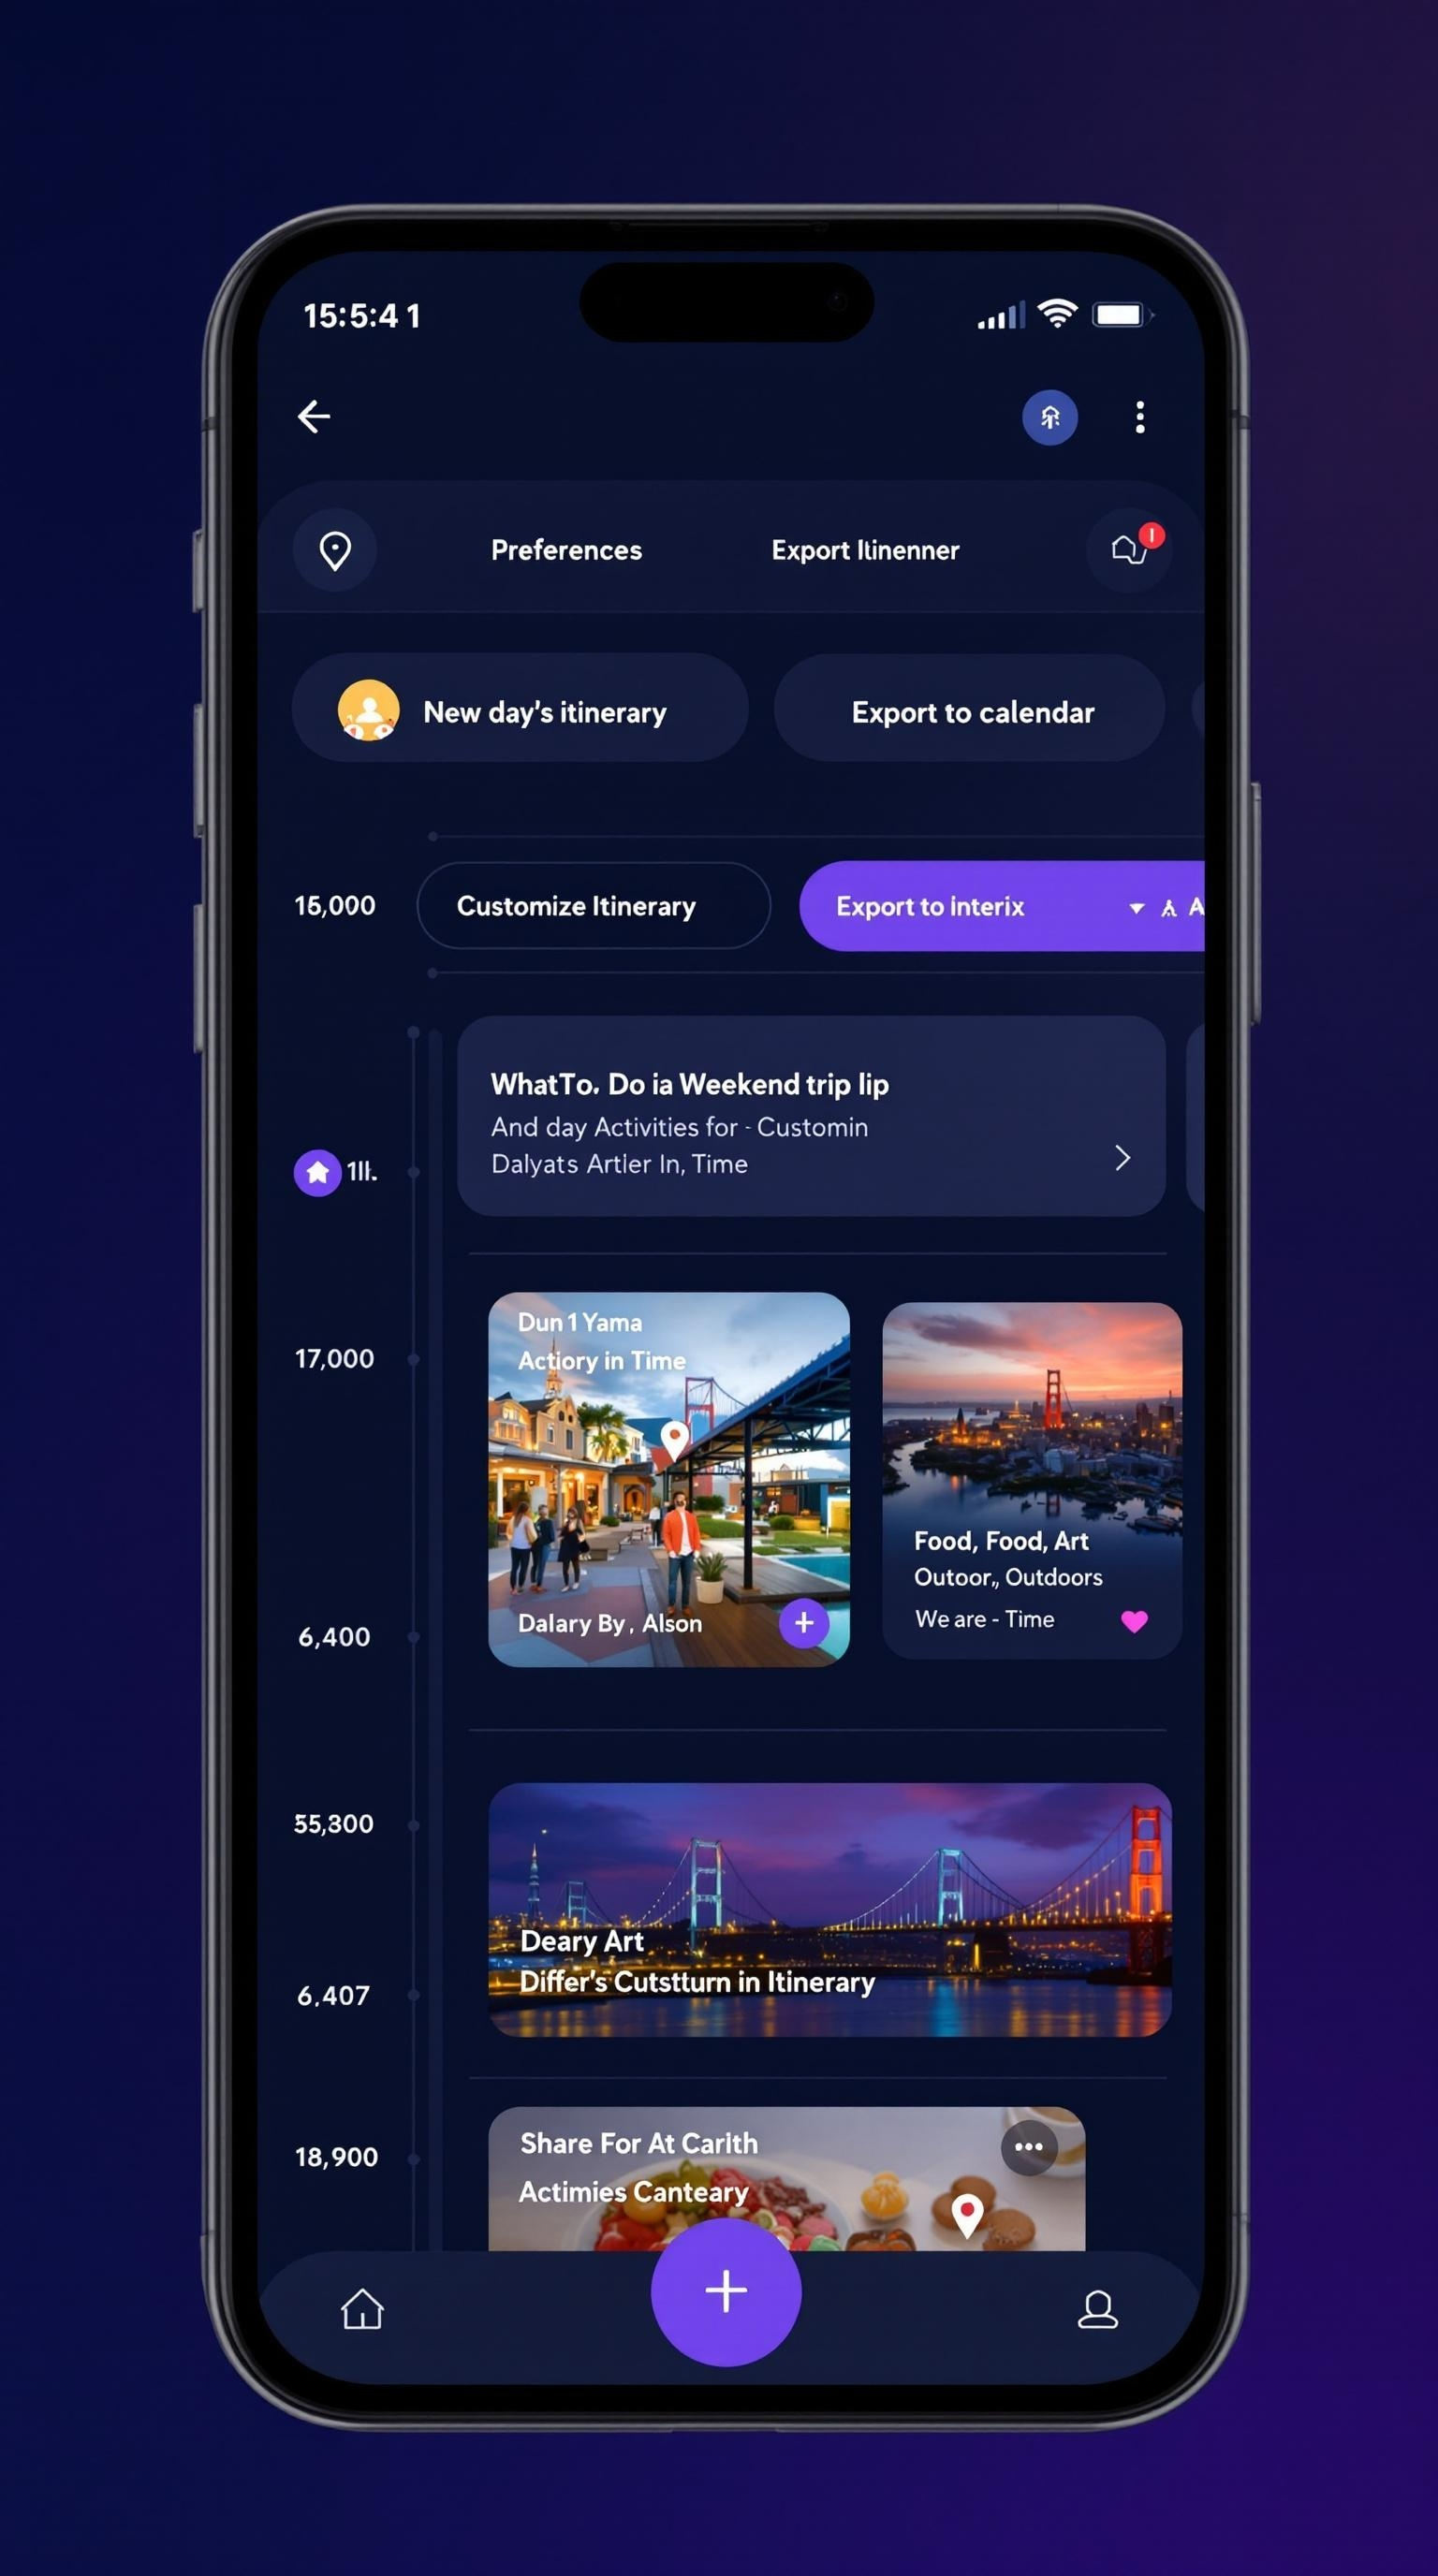 15:5:4 1
Preferences
Export Ilinenner
New day's itinerary
Export to calendar
15,000
Customize Itinerary
Export to interix
A
WhatTo. Do ia Weekend trip lip
And day Activities for - Customin
Dalyats Artler In, Time
1ll.
Dun 1 Yama
Actiory in Time
17,000
Food, Food, Art
Outoor,, Outdoors
We are - Time
Dalary By, Alson
6,400
55,800
Deary Art
Differ's Cutstturn in Itinerary
6.407
Share For At Carith
18,900
Actimies Canteary